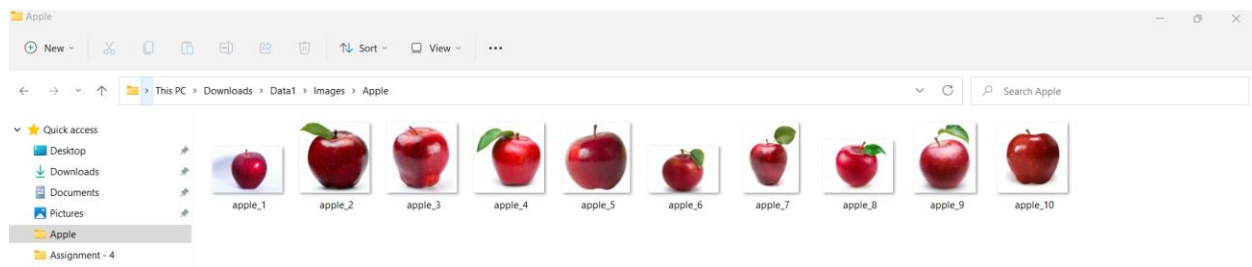 Apple
New Sort View
This PC > Downloads > Data1 > Images > Apple Search Apple
Quick access
Desktop
Downloads
Documents
Pictures
Apple
Assignment - 4
apple_1 apple_2 apple_3 apple_4 apple_5 apple_6 apple_7 apple_8 apple_9 apple_10